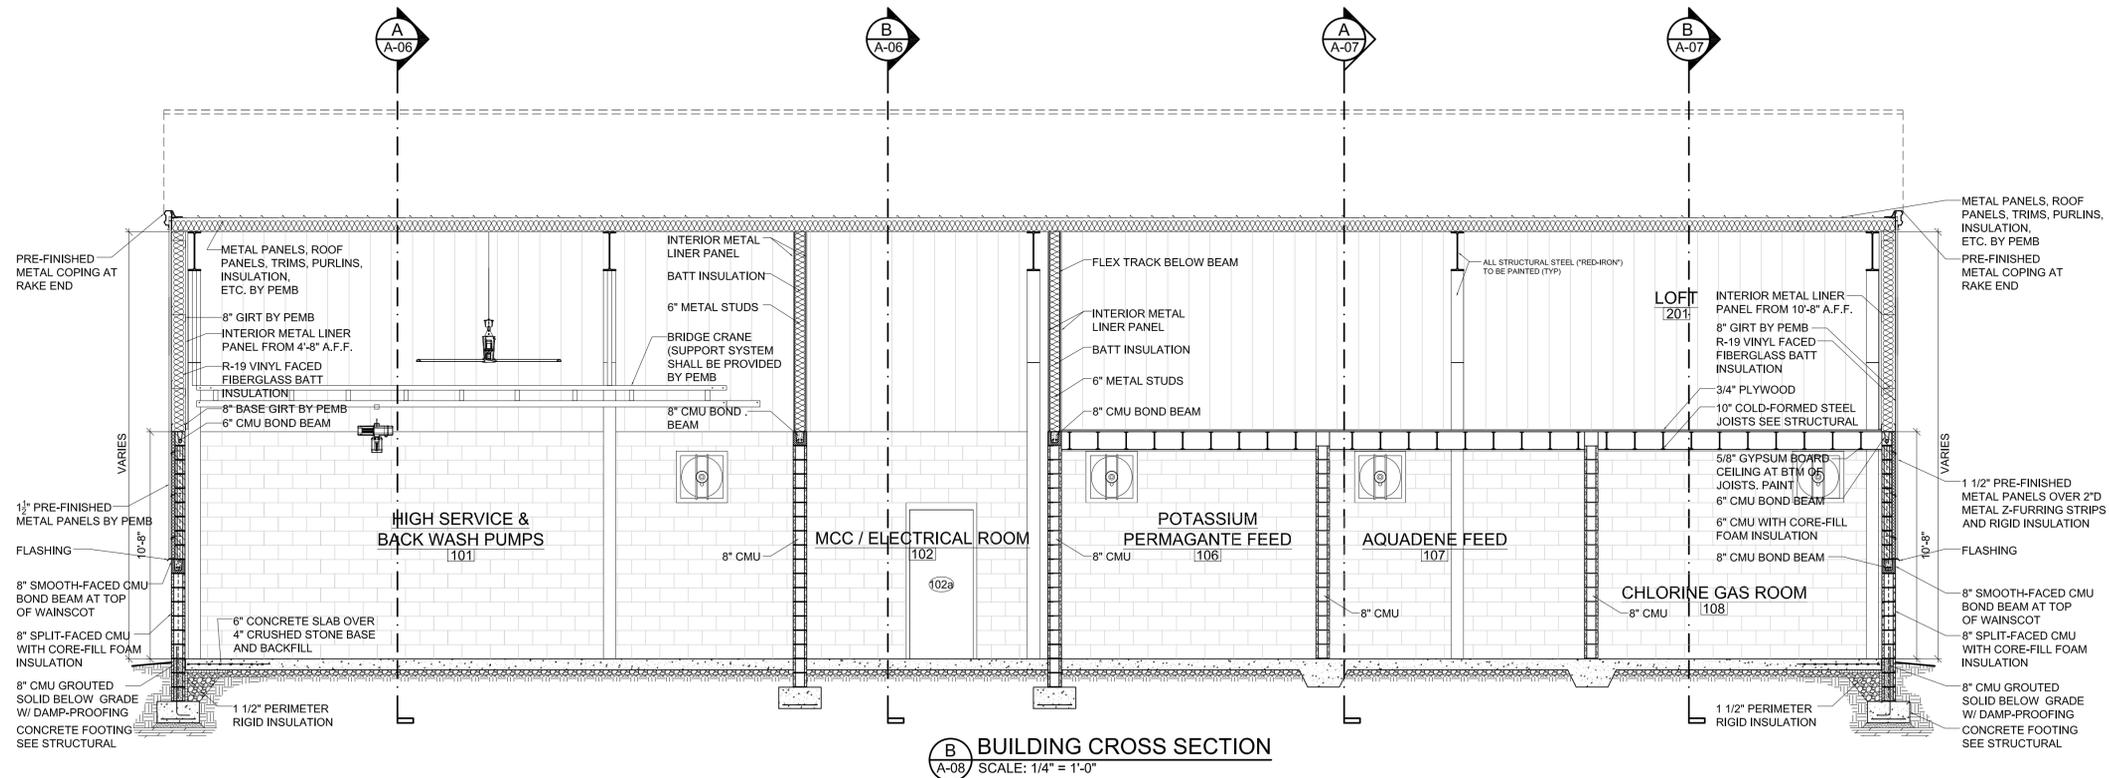 A
A-06
B
A-06
A
A-07
B
A-07
PRE-FINISHED
METAL COPING AT
RAKE END
VARIES
10'-8"
1½" PRE-FINISHED
METAL PANELS BY PEMB
FLASHING
8" SMOOTH-FACED CMU
BOND BEAM AT TOP
OF WAINSCOT
8" SPLIT-FACED CMU
WITH CORE-FILL FOAM
INSULATION
8" CMU GROUTED
SOLID BELOW GRADE
W/ DAMP-PROOFING
CONCRETE FOOTING
SEE STRUCTURAL
METAL PANELS, ROOF
PANELS, TRIMS, PURLINS,
INSULATION,
ETC. BY PEMB
8" GIRT BY PEMB
INTERIOR METAL LINER
PANEL FROM 4'-8" A.F.F.
R-19 VINYL FACED
FIBERGLASS BATT
INSULATION
8" BASE GIRT BY PEMB
6" CMU BOND BEAM
HIGH SERVICE &
BACK WASH PUMPS
101
6" CONCRETE SLAB OVER
4" CRUSHED STONE BASE
AND BACKFILL
1 1/2" PERIMETER
RIGID INSULATION
INTERIOR METAL
LINER PANEL
BATT INSULATION
6" METAL STUDS
BRIDGE CRANE
(SUPPORT SYSTEM
SHALL BE PROVIDED
BY PEMB
8" CMU BOND .
BEAM
8" CMU
MCC / ELECTRICAL ROOM
102
102a
FLEX TRACK BELOW BEAM
INTERIOR METAL
LINER PANEL
BATT INSULATION
6" METAL STUDS
8" CMU BOND BEAM
8" CMU
POTASSIUM
PERMAGANTE FEED
106
ALL STRUCTURAL STEEL ("RED-IRON")
TO BE PAINTED (TYP)
AQUADENE FEED
107
8" CMU
LOFT
201
INTERIOR METAL LINER
PANEL FROM 10'-8" A.F.F.
8" GIRT BY PEMB
R-19 VINYL FACED
FIBERGLASS BATT
INSULATION
3/4" PLYWOOD
10" COLD-FORMED STEEL
JOISTS SEE STRUCTURAL
5/8" GYPSUM BOARD
CEILING AT BTM OF
JOISTS, PAINT
6" CMU BOND BEAM
6" CMU WITH CORE-FILL
FOAM INSULATION
8" CMU BOND BEAM
CHLORINE GAS ROOM
108
8" CMU
1 1/2" PERIMETER
RIGID INSULATION
METAL PANELS, ROOF
PANELS, TRIMS, PURLINS,
INSULATION,
ETC. BY PEMB
PRE-FINISHED
METAL COPING AT
RAKE END
VARIES
10'-8"
1 1/2" PRE-FINISHED
METAL PANELS OVER 2"D
METAL Z-FURRING STRIPS
AND RIGID INSULATION
FLASHING
8" SMOOTH-FACED CMU
BOND BEAM AT TOP
OF WAINSCOT
8" SPLIT-FACED CMU
WITH CORE-FILL FOAM
INSULATION
8" CMU GROUTED
SOLID BELOW GRADE
W/ DAMP-PROOFING
CONCRETE FOOTING
SEE STRUCTURAL
B
A-08
BUILDING CROSS SECTION
SCALE: 1/4" = 1'-0"